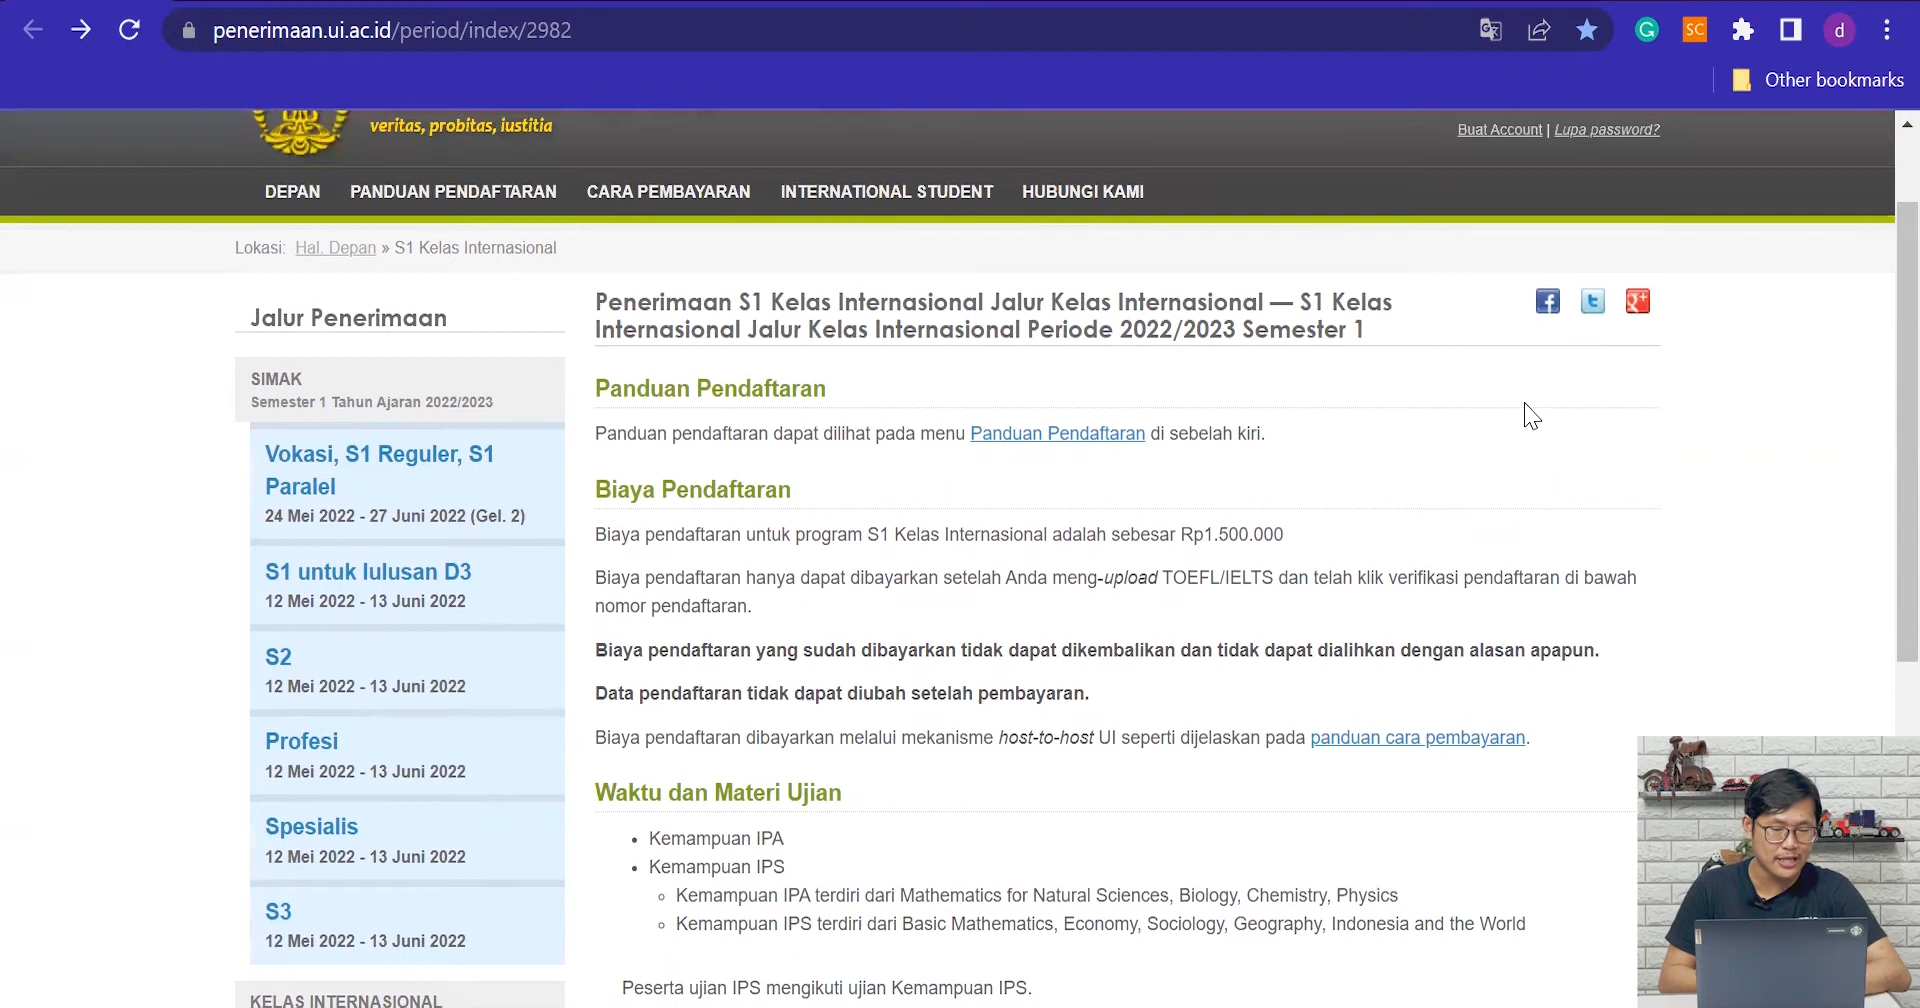 penerimaan.ui.ac.id/period/index/2982
SC
d
Other bookmarks
veritas, probitas, iustitia
Buat Account | Lupa password?
DEPAN PANDUAN PENDAFTARAN CARA PEMBAYARAN INTERNATIONAL STUDENT HUBUNGI KAMI
Lokasi: Hal. Depan » S1 Kelas Internasional
Jalur Penerimaan
SIMAK
Semester 1 Tahun Ajaran 2022/2023
Vokasi, S1 Reguler, S1
Paralel
24 Mei 2022 - 27 Juni 2022 (Gel. 2)
S1 untuk lulusan D3
12 Mei 2022 - 13 Juni 2022
S2
12 Mei 2022 - 13 Juni 2022
Profesi
12 Mei 2022 - 13 Juni 2022
Spesialis
12 Mei 2022 - 13 Juni 2022
S3
12 Mei 2022 - 13 Juni 2022
KELAS INTERNASIONAL
Penerimaan S1 Kelas Internasional Jalur Kelas Internasional — S1 Kelas
Internasional Jalur Kelas Internasional Periode 2022/2023 Semester 1
Panduan Pendaftaran
Panduan pendaftaran dapat dilihat pada menu Panduan Pendaftaran di sebelah kiri.
Biaya Pendaftaran
Biaya pendaftaran untuk program S1 Kelas Internasional adalah sebesar Rp1.500.000
Biaya pendaftaran hanya dapat dibayarkan setelah Anda meng-upload TOEFL/IELTS dan telah klik verifikasi pendaftaran di bawah
nomor pendaftaran.
Biaya pendaftaran yang sudah dibayarkan tidak dapat dikembalikan dan tidak dapat dialihkan dengan alasan apapun.
Data pendaftaran tidak dapat diubah setelah pembayaran.
Biaya pendaftaran dibayarkan melalui mekanisme host-to-host UI seperti dijelaskan pada panduan cara pembayaran.
Waktu dan Materi Ujian
• Kemampuan IPA
• Kemampuan IPS
○ Kemampuan IPA terdiri dari Mathematics for Natural Sciences, Biology, Chemistry, Physics
○ Kemampuan IPS terdiri dari Basic Mathematics, Economy, Sociology, Geography, Indonesia and the World
Peserta ujian IPS mengikuti ujian Kemampuan IPS.